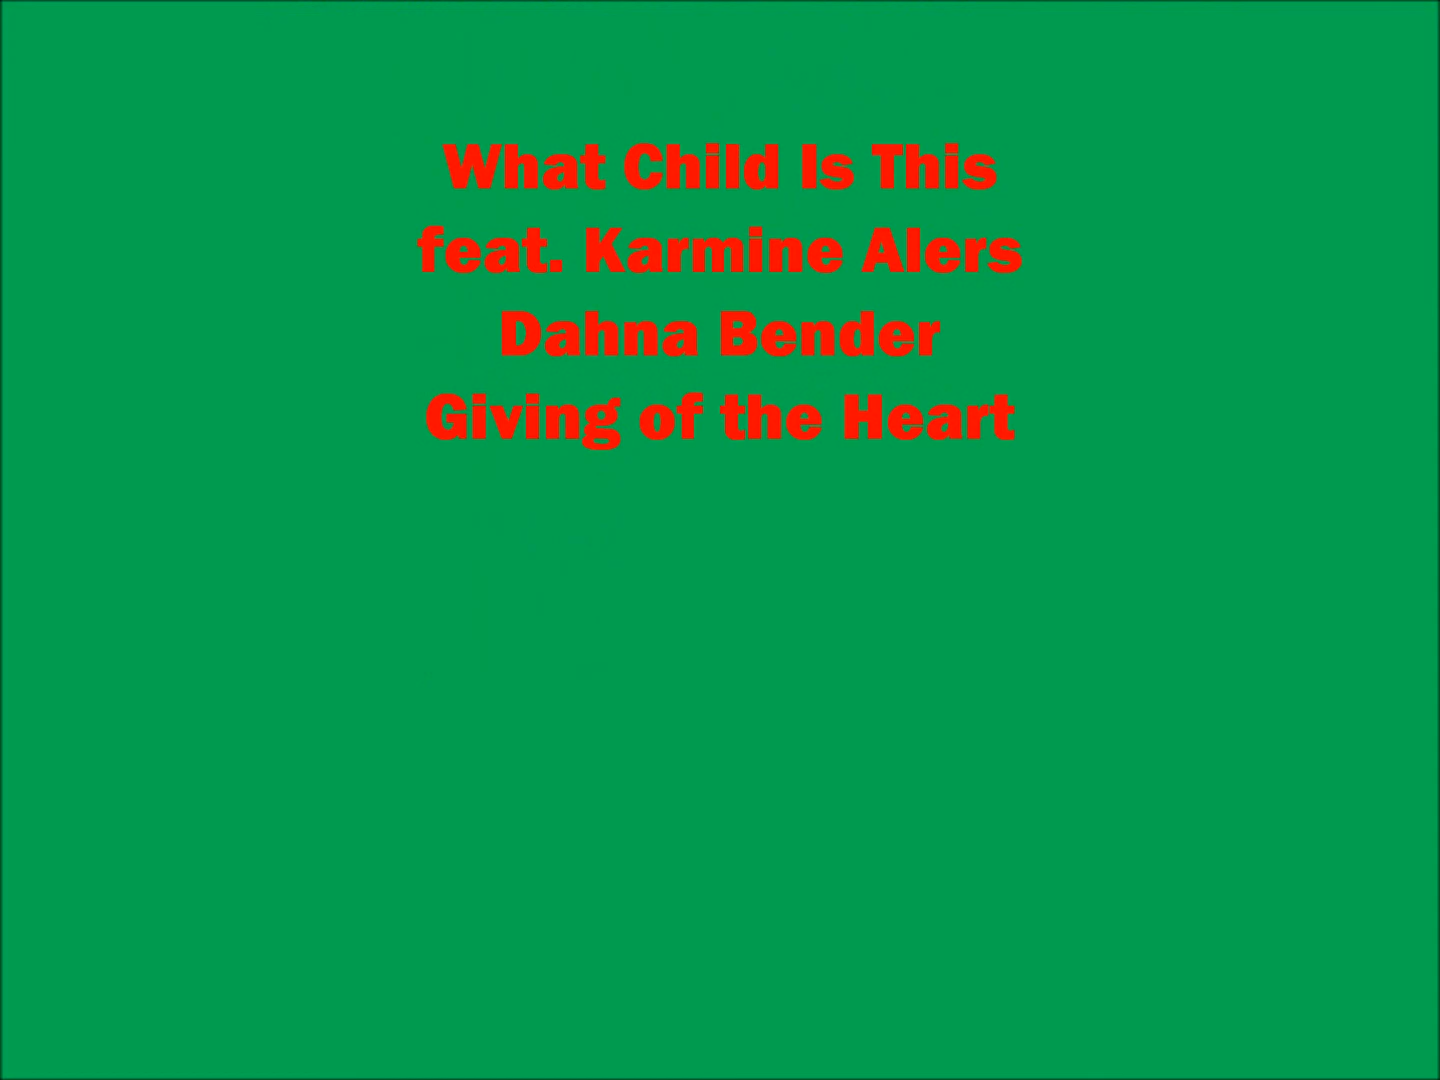 What Child Is This
feat. Karmine Alers
Dahna Bender
Giving of the Heart